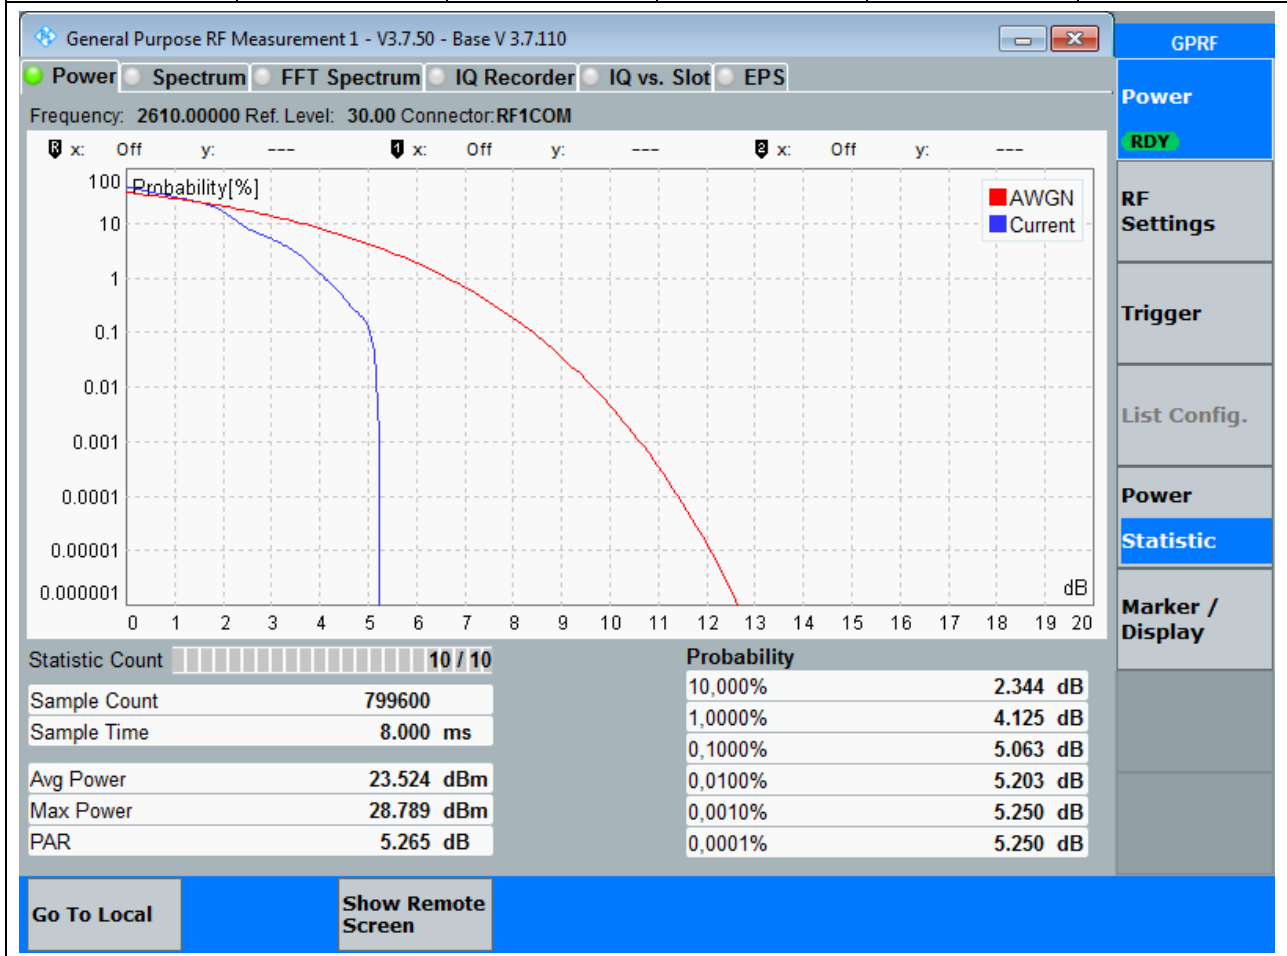 General Purpose RF Measurement 1 - V3.7.50 - Base V 3.7.110
GPRF
Power Spectrum FFT Spectrum IQ Recorder IQ vs. Slot EPS
Frequency: 2610.00000 Ref. Level: 30.00 Connector: RF1COM
R x: Off y: --- 1 x: Off y: --- 2 x: Off y: ---
Probability[%]
AWGN
Current
100
10
1
0.1
0.01
0.001
0.0001
0.00001
0.000001
dB
0 1 2 3 4 5 6 7 8 9 10 11 12 13 14 15 16 17 18 19 20
Statistic Count 10 / 10
Sample Count 799600
Sample Time 8.000 ms
Avg Power 23.524 dBm
Max Power 28.789 dBm
PAR 5.265 dB
Probability
10,000% 2.344 dB
1,0000% 4.125 dB
0,1000% 5.063 dB
0,0100% 5.203 dB
0,0010% 5.250 dB
0,0001% 5.250 dB
Power
RDY
RF
Settings
Trigger
List Config.
Power
Statistic
Marker /
Display
Go To Local
Show Remote
Screen